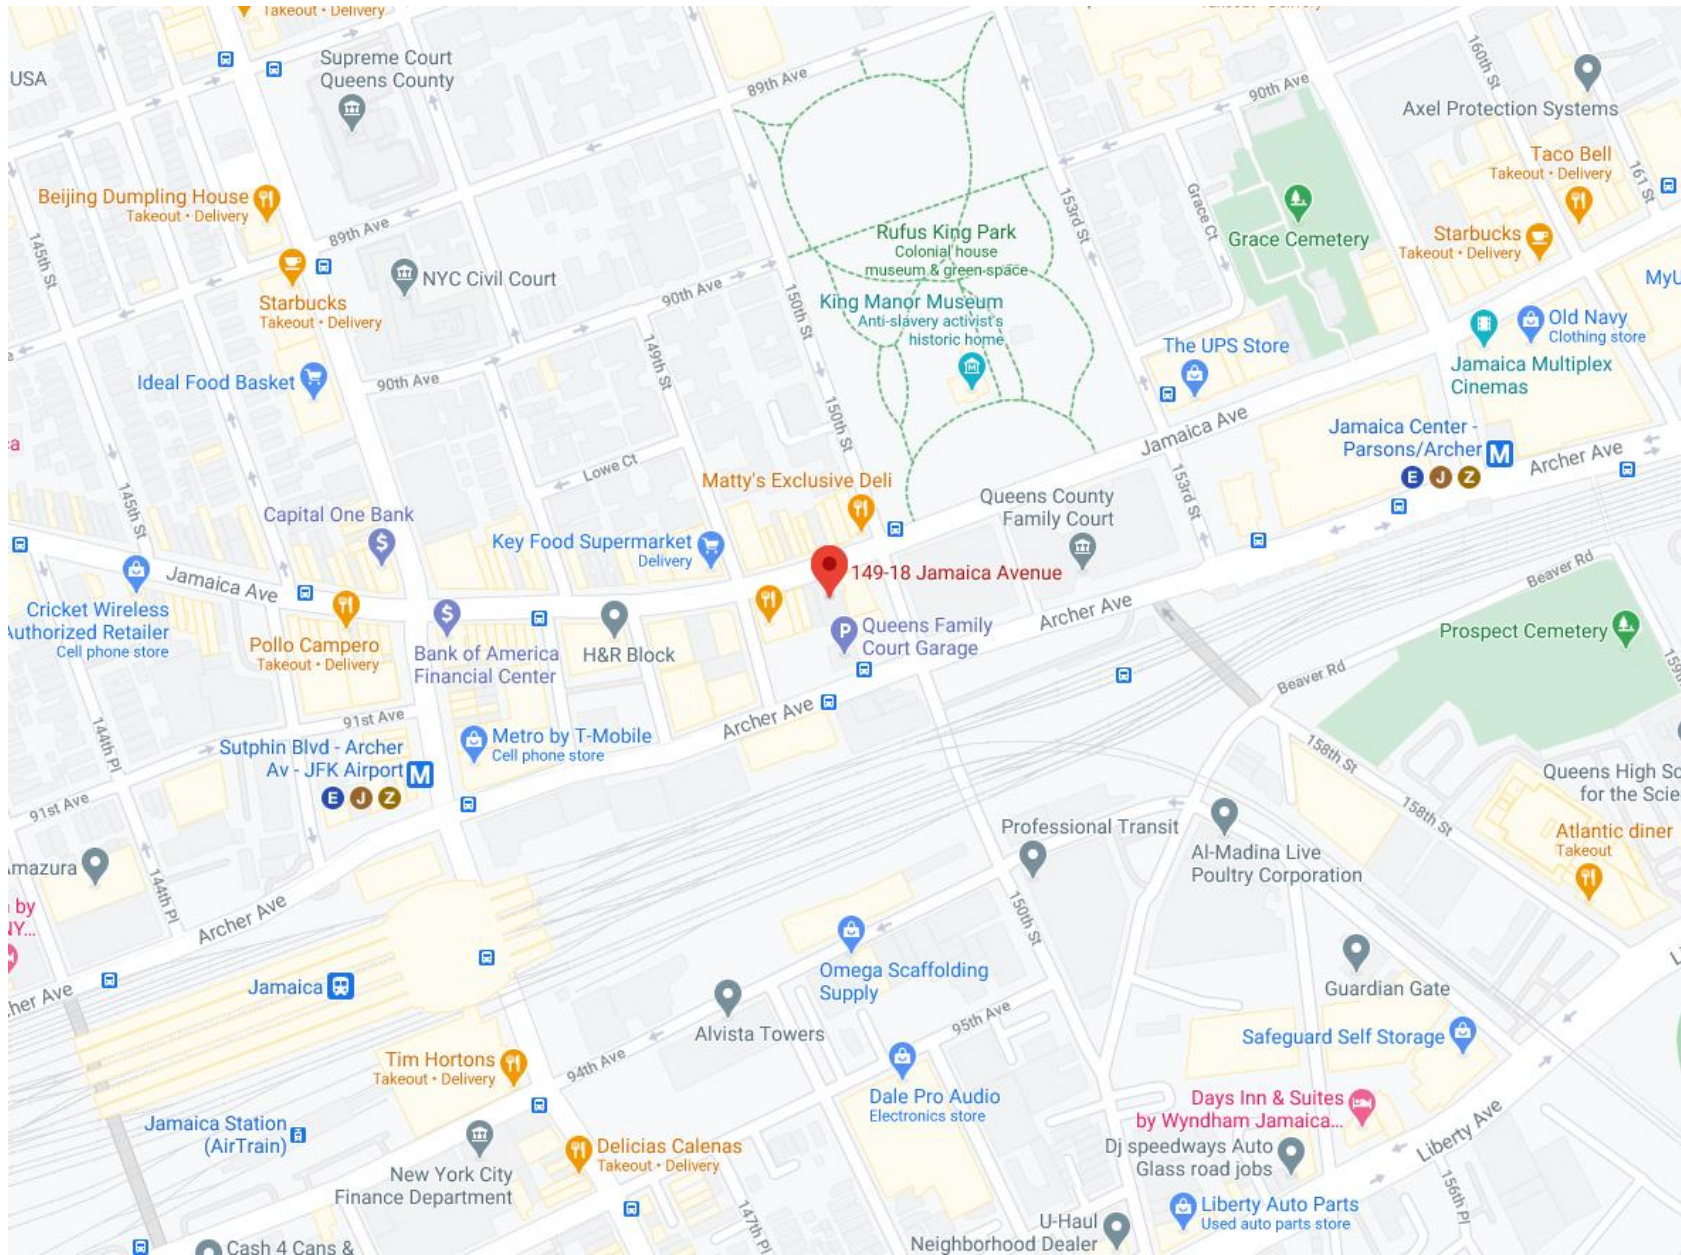 Takeout • Delivery
Takeout • Delivery
USA
Supreme Court
Queens County
89th Ave
90th Ave
160th St
Axel Protection Systems
Taco Bell
Takeout • Delivery
161 St
Beijing Dumpling House
Takeout • Delivery
89th Ave
145th St
NYC Civil Court
Starbucks
Takeout • Delivery
Rufus King Park
Colonial house
museum & green space
153rd St
Grace Ct
Grace Cemetery
Starbucks
Takeout • Delivery
King Manor Museum
Anti-slavery activist's
historic home
90th Ave
150th St
149th St
The UPS Store
Old Navy
Clothing store
Jamaica Multiplex
Cinemas
Ideal Food Basket
90th Ave
150th St
Jamaica Ave
Jamaica Center -
Parsons/Archer
M
E J Z
Archer Ave
Lowe Ct
Matty's Exclusive Deli
153rd St
Queens County
Family Court
145th St
Capital One Bank
$
Key Food Supermarket
Delivery
149-18 Jamaica Avenue
Jamaica Ave
Cricket Wireless
Authorized Retailer
Cell phone store
Pollo Campero
Takeout • Delivery
$
Bank of America
Financial Center
H&R Block
P
Queens Family
Court Garage
Archer Ave
Beaver Rd
Prospect Cemetery
Beaver Rd
91st Ave
144th Pl
Archer Ave
Metro by T-Mobile
Cell phone store
Sutphin Blvd - Archer
Av - JFK Airport
M
E J Z
91st Ave
158th St
158th St
Queens High Sc
for the Scie
Atlantic diner
Takeout
Professional Transit
Al-Madina Live
Poultry Corporation
144th Pl
Archer Ave
150th St
Omega Scaffolding
Supply
Guardian Gate
Jamaica
Alvista Towers
95th Ave
94th Ave
Safeguard Self Storage
Tim Hortons
Takeout • Delivery
Dale Pro Audio
Electronics store
Days Inn & Suites
by Wyndham Jamaica...
Jamaica Station
(AirTrain)
Dj speedways Auto
Glass road jobs
Liberty Ave
Delicias Calenas
Takeout • Delivery
New York City
Finance Department
147th Pl
Liberty Auto Parts
Used auto parts store
156th Pl
U-Haul
Neighborhood Dealer
Cash 4 Cans &